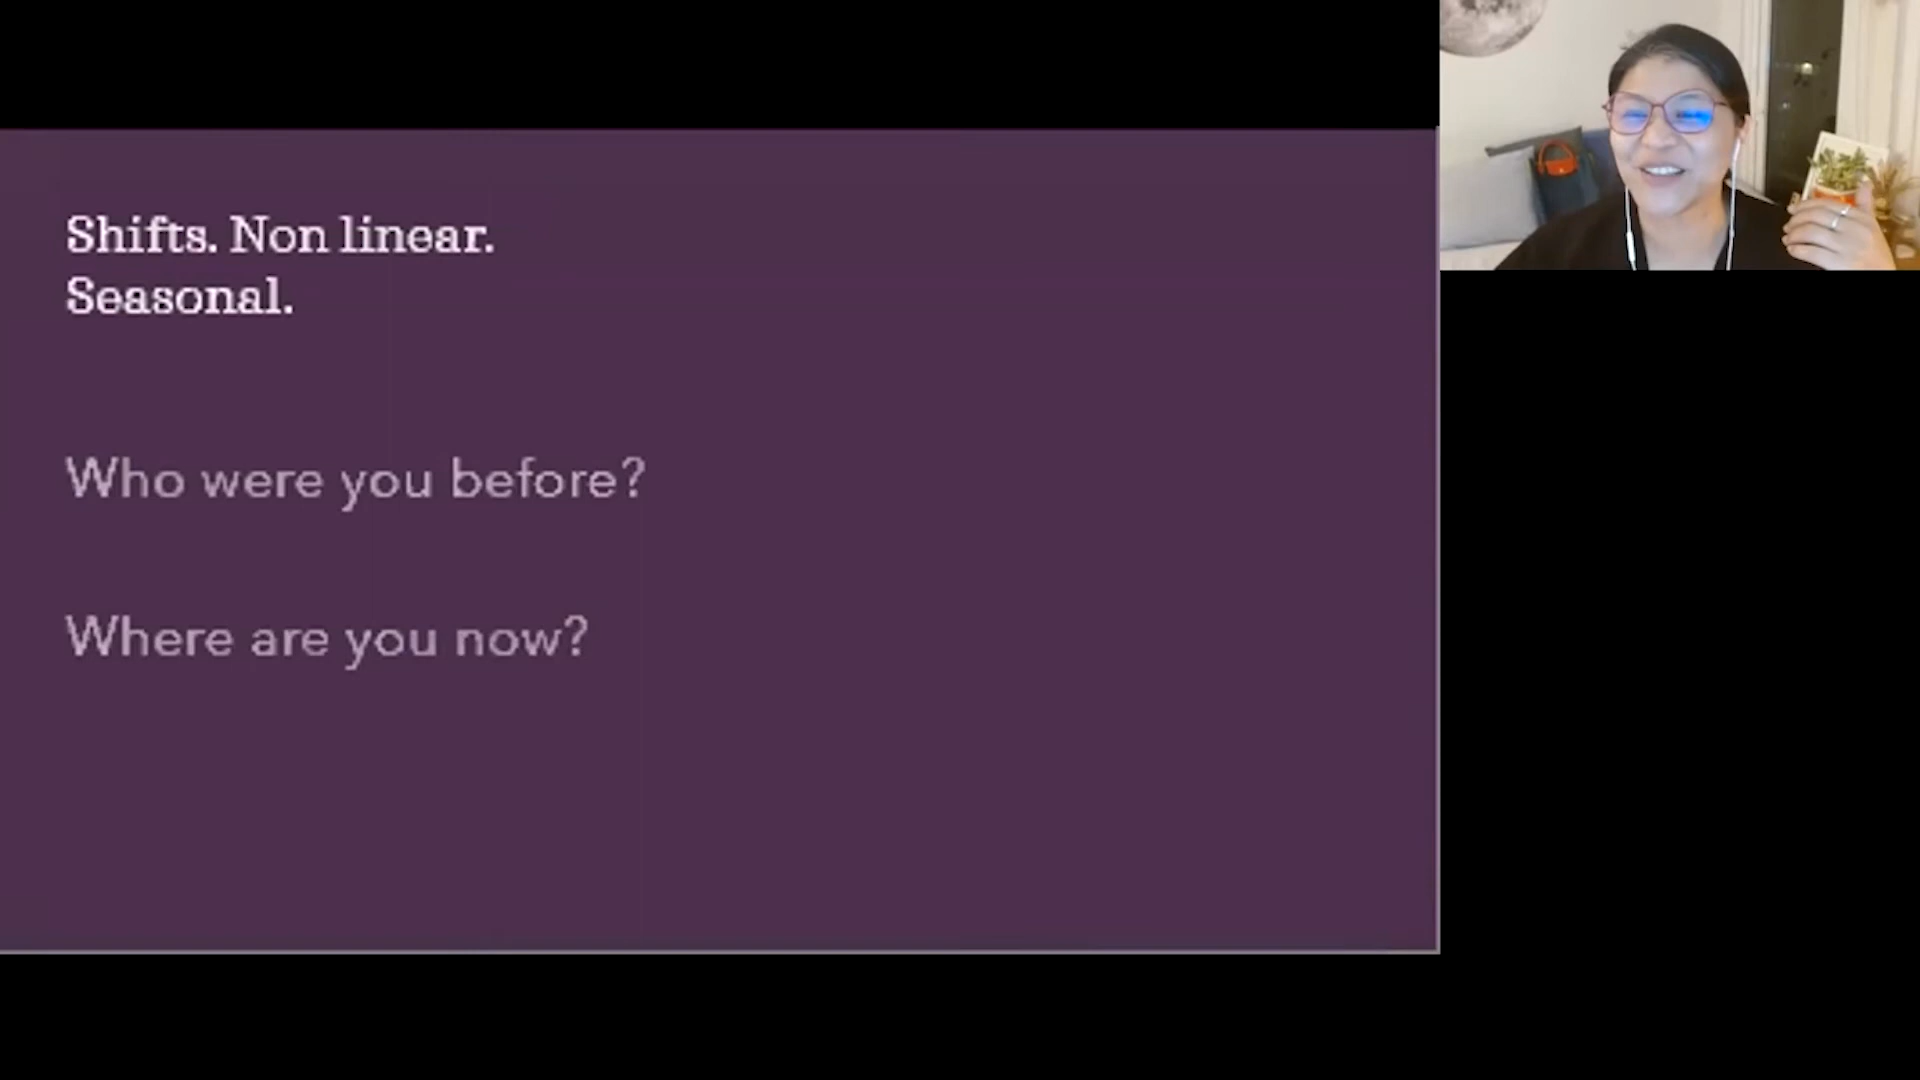 Shifts. Non linear.
Seasonal.
Who were you before?
Where are you now?